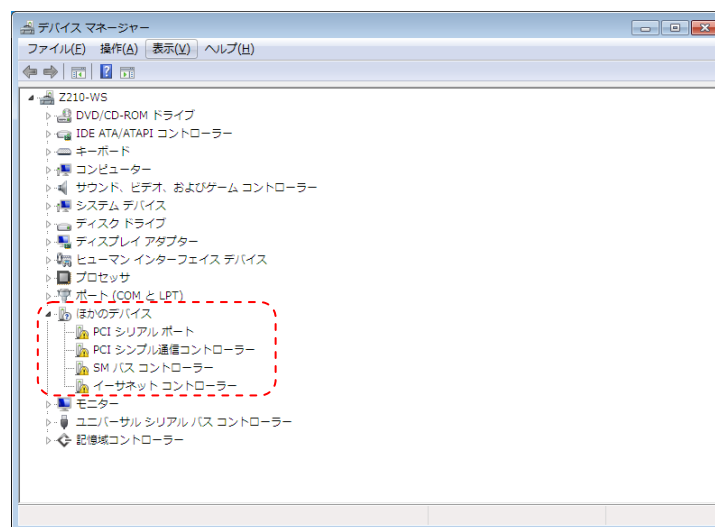 デバイス マネージャー
ファイル(F) 操作(A) 表示(V) ヘルプ(H)
Z210-WS
DVD/CD-ROM ドライブ
IDE ATA/ATAPI コントローラー
キーボード
コンピューター
サウンド、ビデオ、およびゲーム コントローラー
システム デバイス
ディスク ドライブ
ディスプレイ アダプター
ヒューマン インターフェイス デバイス
プロセッサ
ポート (COM と LPT)
ほかのデバイス
PCI シリアル ポート
PCI シンプル通信コントローラー
SM バス コントローラー
イーサネット コントローラー
モニター
ユニバーサル シリアル バス コントローラー
記憶域コントローラー